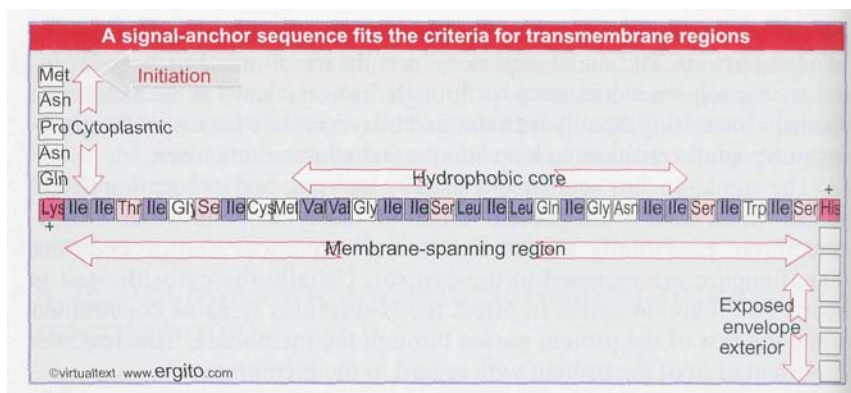 A signal-anchor sequence fits the criteria for transmembrane regions
Met
Initiation
Asn
Pro Cytoplasmic
Asn
Gln
Hydrophobic core
+
Lys Ile Ile Thr Ile Gly Se Ile Cys Met Val Val Gly Ile Ile Ser Leu Ile Leu Gln Ile Gly Asn Ile Ile Ser Ile Trp Ile Ser His
+
Membrane-spanning region
Exposed
envelope
exterior
©virtualtext www.ergito.com